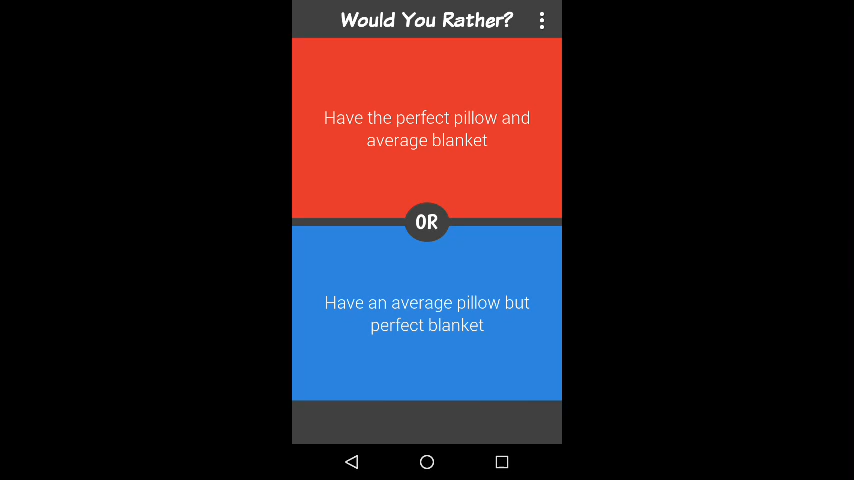 Would You Rather?
Have the perfect pillow and
average blanket
OR
Have an average pillow but
perfect blanket